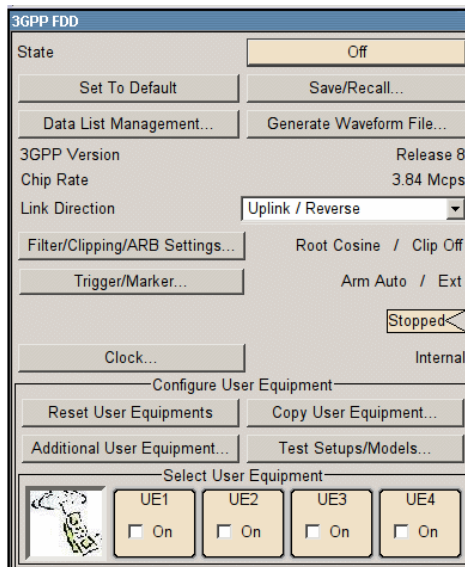 3GPP FDD
State Off
Set To Default Save/Recall...
Data List Management... Generate Waveform File...
3GPP Version Release 8
Chip Rate 3.84 Mcps
Link Direction Uplink / Reverse
Filter/Clipping/ARB Settings... Root Cosine / Clip Off
Trigger/Marker... Arm Auto / Ext
Stopped
Clock... Internal
Configure User Equipment
Reset User Equipments Copy User Equipment...
Additional User Equipment... Test Setups/Models...
Select User Equipment
UE1 UE2 UE3 UE4
On On On On